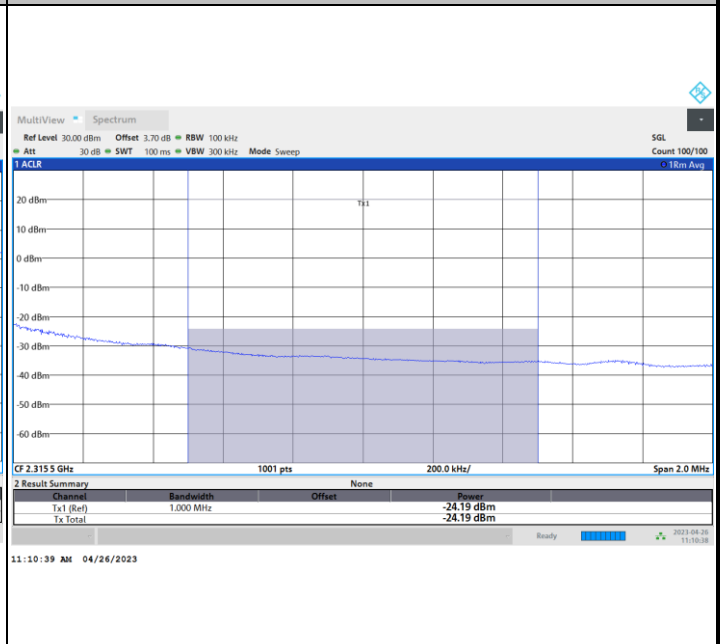 MultiView Spectrum
Ref Level 30.00 dBm Offset 3.70 dB RBW 100 kHz SGL
Att 30 dB SWT 100 ms VBW 300 kHz Mode Sweep Count 100/100
1 ACLR 1Rm Avg
20 dBm
Tx1
10 dBm
0 dBm
-10 dBm
-20 dBm
-30 dBm
-40 dBm
-50 dBm
-60 dBm
CF 2.3155 GHz 1001 pts 200.0 kHz/ Span 2.0 MHz
2 Result Summary None
Channel Bandwidth Offset Power
Tx1 (Ref) 1.000 MHz -24.19 dBm
Tx Total -24.19 dBm
Ready 2023-04-26
11:10:38
11:10:39 AM 04/26/2023